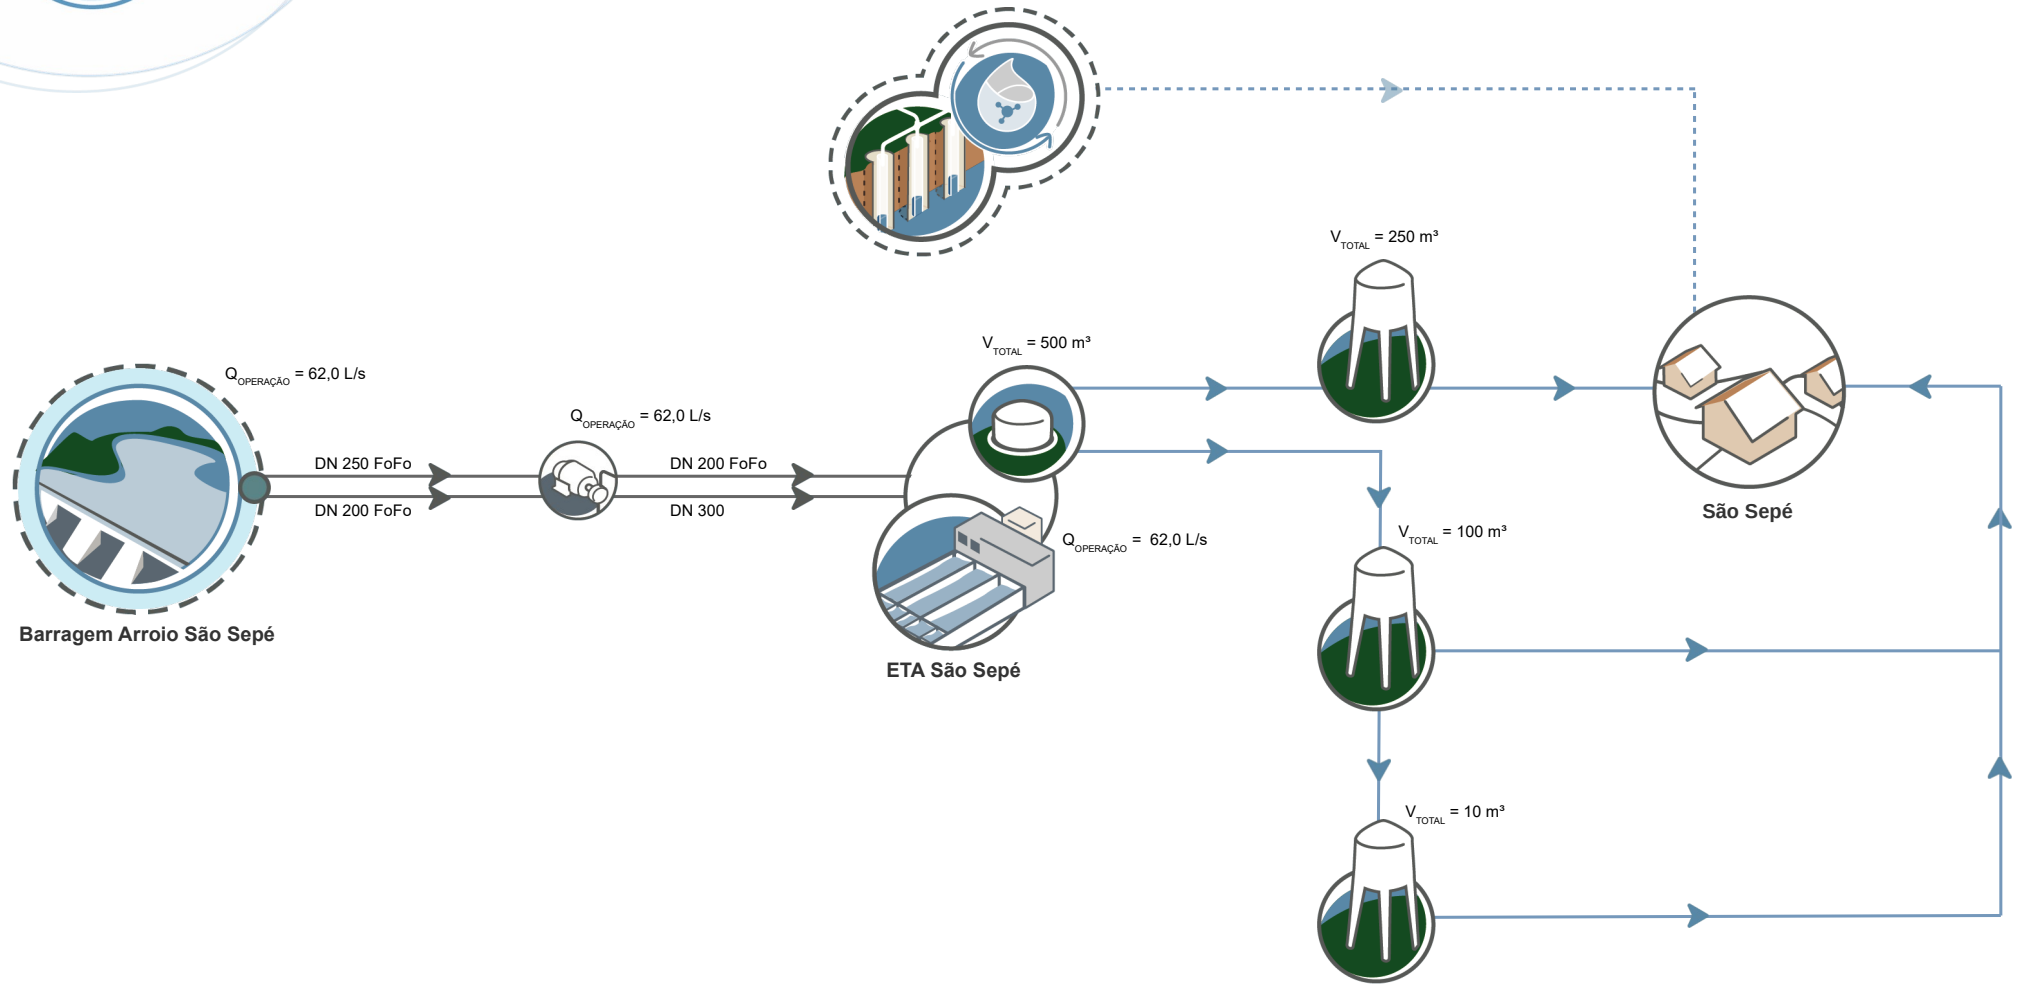 V TOTAL = 250 m³
V TOTAL = 500 m³
Q OPERAÇÃO = 62,0 L/s
Q OPERAÇÃO = 62,0 L/s
DN 250 FoFo
DN 200 FoFo
DN 200 FoFo
DN 300
São Sepé
V TOTAL = 100 m³
Q OPERAÇÃO = 62,0 L/s
Barragem Arroio São Sepé
ETA São Sepé
V TOTAL = 10 m³